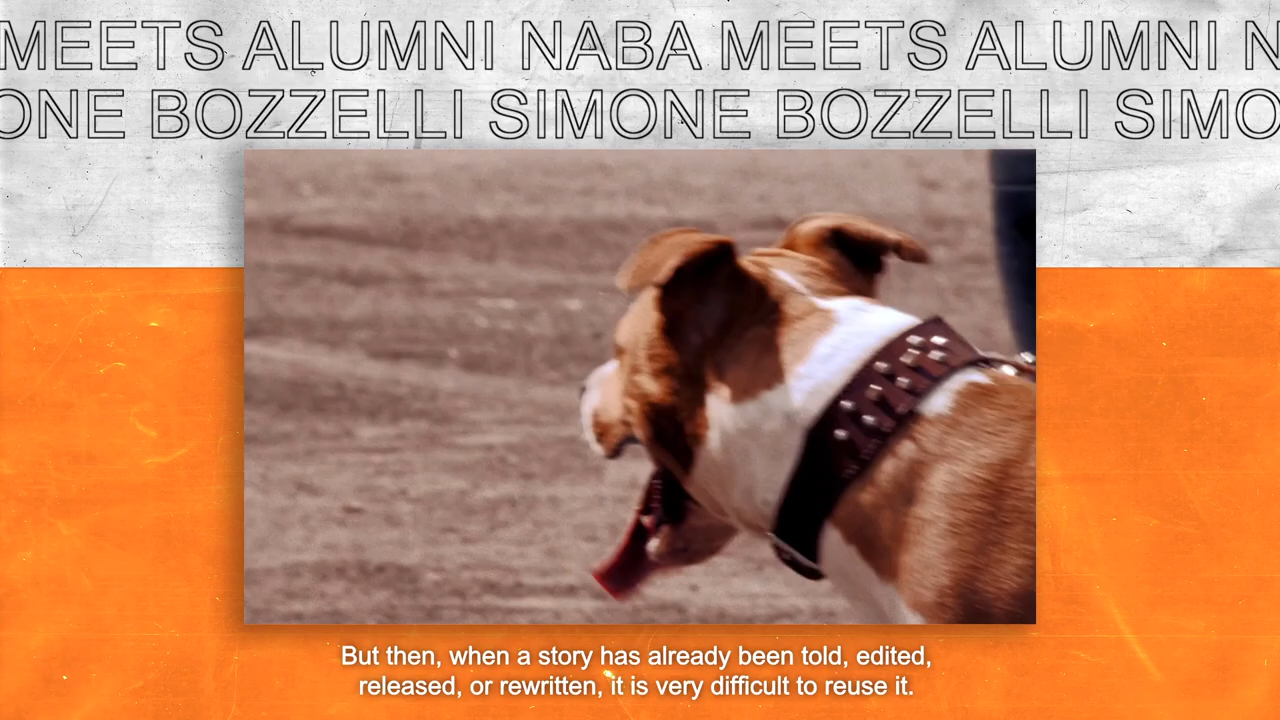 MEETS ALUMNI NABA MEETS ALUMNI N
ONE BOZZELLI SIMONE BOZZELLI SIMO
But then, when a story has already been told, edited,
released, or rewritten, it is very difficult to reuse it.